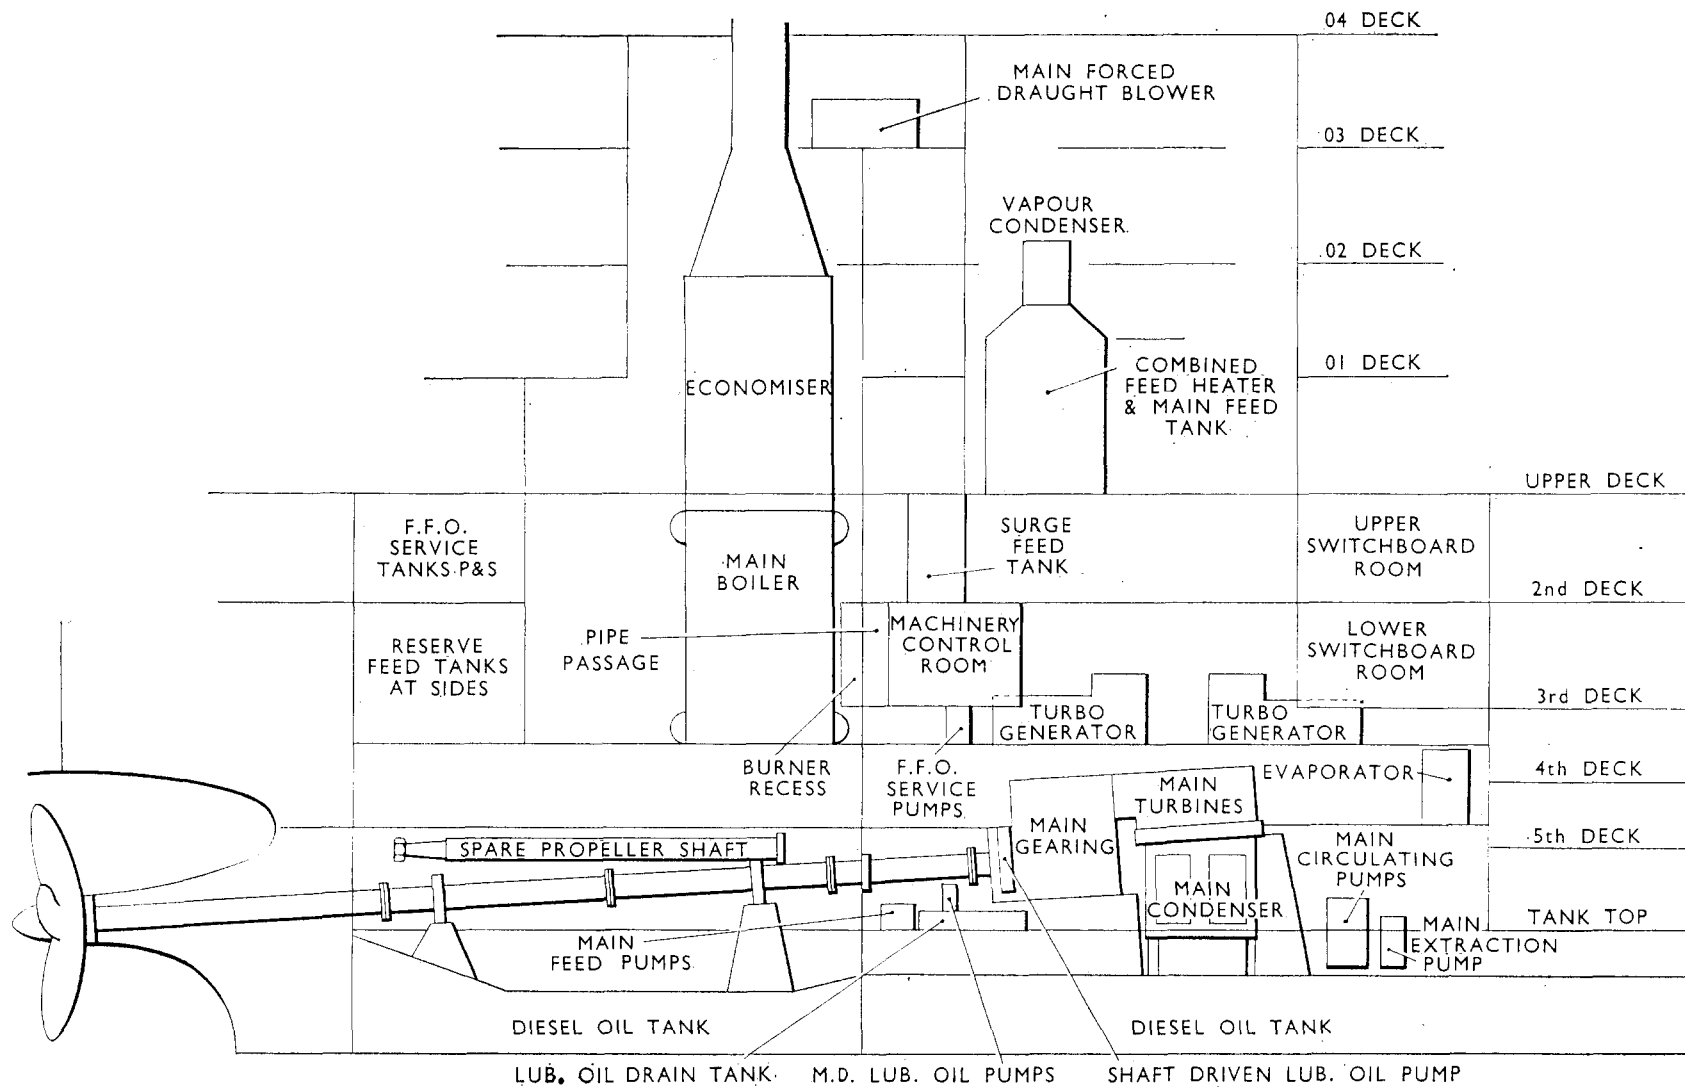 04 DECK
MAIN FORCED
DRAUGHT BLOWER
03 DECK
VAPOUR
CONDENSER
02 DECK
COMBINED
FEED HEATER
& MAIN FEED
TANK
01 DECK
ECONOMISER
UPPER DECK
F.F.O.
SERVICE
TANKS P&S
MAIN
BOILER
SURGE
FEED
TANK
UPPER
SWITCHBOARD
ROOM
2nd DECK
RESERVE
FEED TANKS
AT SIDES
PIPE
PASSAGE
MACHINERY
CONTROL
ROOM
LOWER
SWITCHBOARD
ROOM
3rd DECK
TURBO
GENERATOR
TURBO
GENERATOR
BURNER
RECESS
F.F.O.
SERVICE
PUMPS
EVAPORATOR
4th DECK
MAIN
TURBINES
MAIN
GEARING
SPARE PROPELLER SHAFT
MAIN
CIRCULATING
PUMPS
5th DECK
MAIN
CONDENSER
TANK TOP
MAIN
FEED PUMPS
MAIN
EXTRACTION
PUMP
DIESEL OIL TANK
DIESEL OIL TANK
LUB. OIL DRAIN TANK
M.D. LUB. OIL PUMPS
SHAFT DRIVEN LUB. OIL PUMP